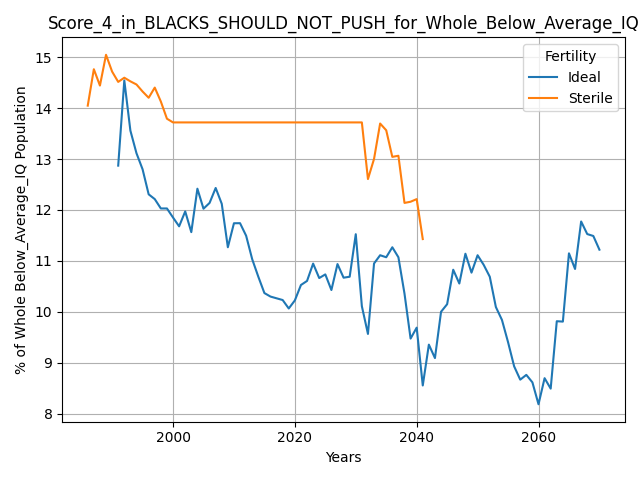 Score_4_in_BLACKS_SHOULD_NOT_PUSH_for_Whole_Below_Average_IQ
% of Whole Below_Average_IQ Population
15
14
13
12
11
10
9
8
Fertility
Ideal
Sterile
2000
2020
2040
2060
Years